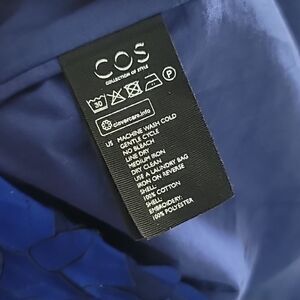 COS
COLLECTION OF STYLE
30 P
clevercare.info
US MACHINE WASH COLD
GENTLE CYCLE
NO BLEACH
LINE DRY
MEDIUM IRON
DRY CLEAN
USE A LAUNDRY BAG
IRON ON REVERSE
SHELL:
100% COTTON
SHELL:
EMBROIDERY:
100% POLYESTER